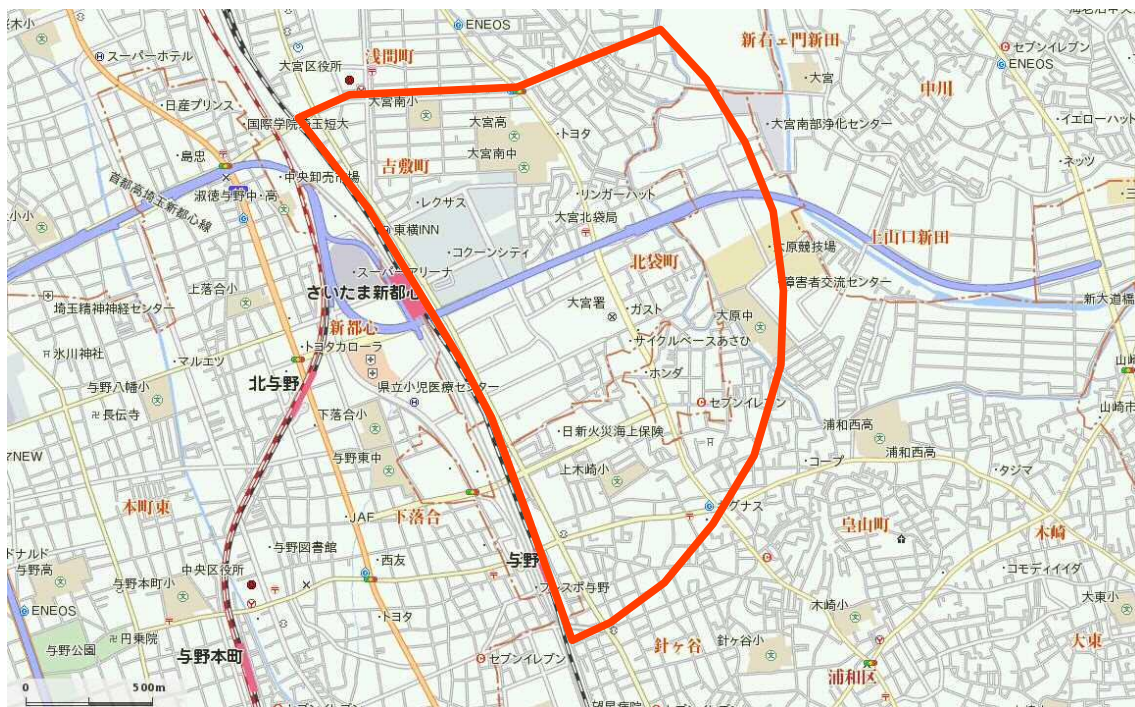 ENEOS
新右ェ門新田
セブンイレブン
スーパーホテル
大宮区役所
浅間町
大宮
ENEOS
中川
日産プリンス
大宮南小
大宮高
トヨタ
大宮南部浄化センター
イエローハット
国際学院埼玉短大
島忠
大宮南中
吉敷町
ネッツ
首都高埼玉新都心線
淑徳与野中・高
中央卸売市場
レクサス
リンガーハット
東横INN
大宮北袋局
コクーンシティ
北袋町
大原競技場
上山口新田
スーパーアリーナ
さいたま新都心
障害者交流センター
上落合小
埼玉精神神経センター
大宮署
ガスト
大原中
新大道橋
新都心
トヨタカローラ
サイクルベースあさひ
氷川神社
マルエツ
北与野
県立小児医療センター
ホンダ
与野八幡小
セブンイレブン
長伝寺
下落合小
日新火災海上保険
浦和西高
浦和西高
与野東中
上木崎小
コープ
タジマ
本町東
JAF
下落合
皇山町
木崎
与野図書館
与野
西友
与野高
中央区役所
与野本町小
コモディイイダ
ENEOS
トヨタ
木崎小
大東小
円乗院
針ヶ谷
針ヶ谷小
大東
与野公園
与野本町
セブンイレブン
浦和区
0 500m